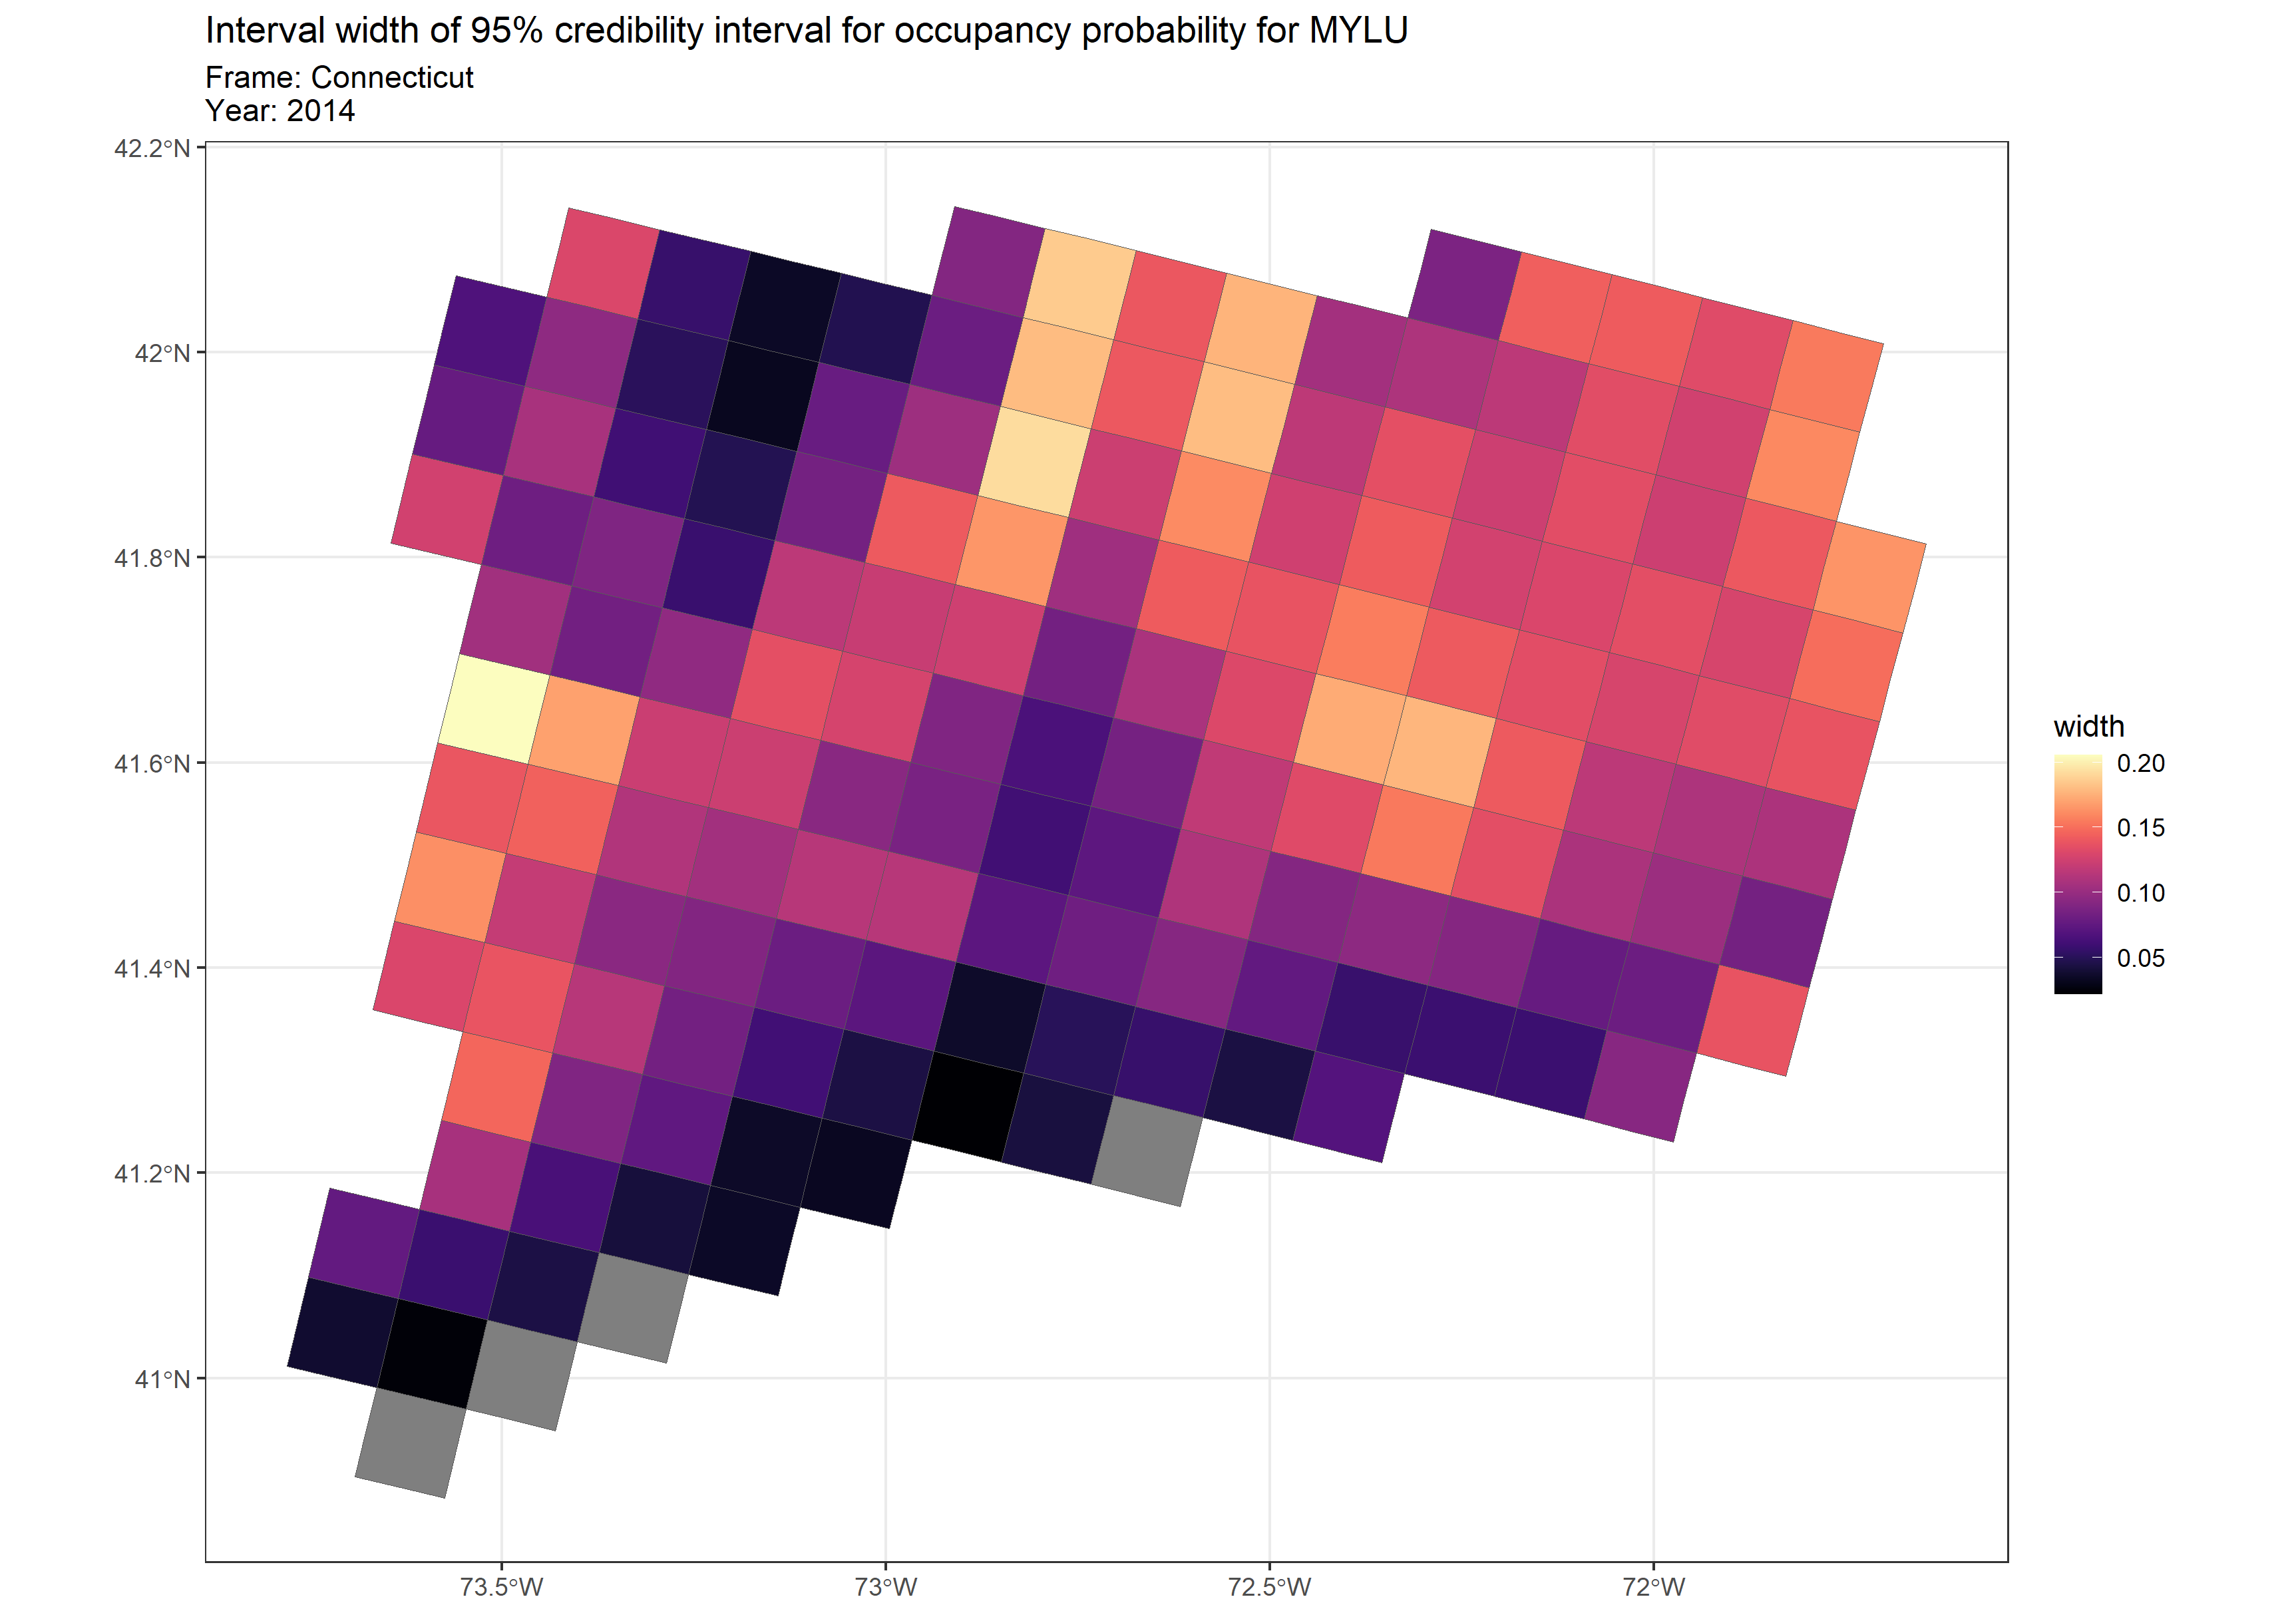 Interval width of 95% credibility interval for occupancy probability for MYLU
Frame: Connecticut
Year: 2014
42.2°N
42°N
41.8°N
41.6°N
41.4°N
41.2°N
41°N
73.5°W
73°W
72.5°W
72°W
width
0.20
0.15
0.10
0.05